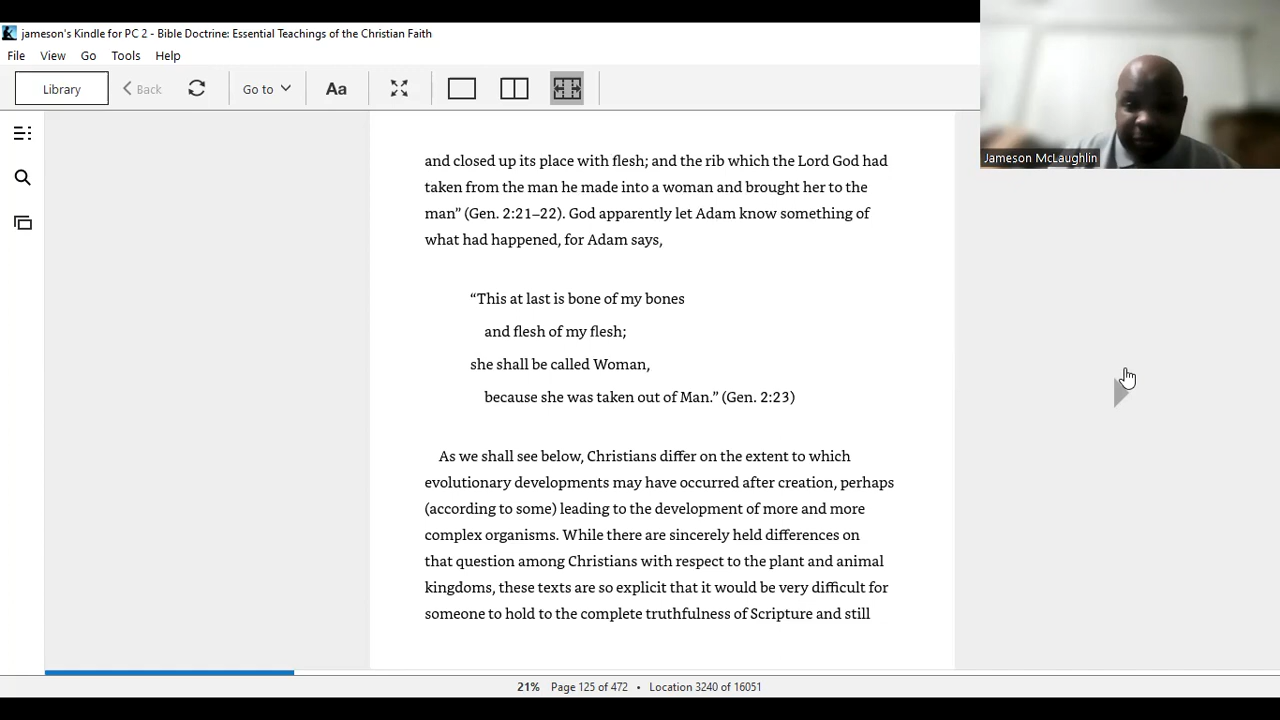 jameson's Kindle for PC 2 - Bible Doctrine: Essential Teachings of the Christian Faith
File View Go Tools Help
Library Back Go to Aa
Jameson McLaughlin
and closed up its place with flesh; and the rib which the Lord God had
taken from the man he made into a woman and brought her to the
man” (Gen. 2:21–22). God apparently let Adam know something of
what had happened, for Adam says,
“This at last is bone of my bones
and flesh of my flesh;
she shall be called Woman,
because she was taken out of Man.” (Gen. 2:23)
As we shall see below, Christians differ on the extent to which
evolutionary developments may have occurred after creation, perhaps
(according to some) leading to the development of more and more
complex organisms. While there are sincerely held differences on
that question among Christians with respect to the plant and animal
kingdoms, these texts are so explicit that it would be very difficult for
someone to hold to the complete truthfulness of Scripture and still
21% Page 125 of 472 • Location 3240 of 16051